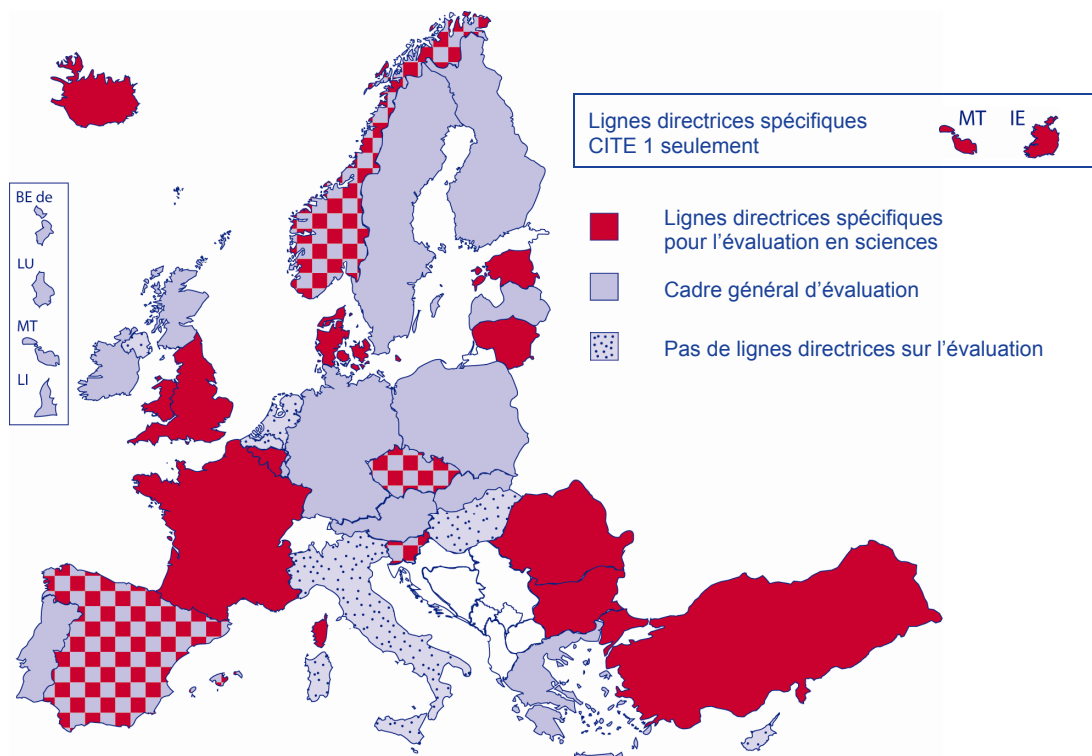 Lignes directrices spécifiques
CITE 1 seulement
MT IE
BE de
LU
MT
LI
Lignes directrices spécifiques
pour l'évaluation en sciences
Cadre général d'évaluation
Pas de lignes directrices sur l'évaluation